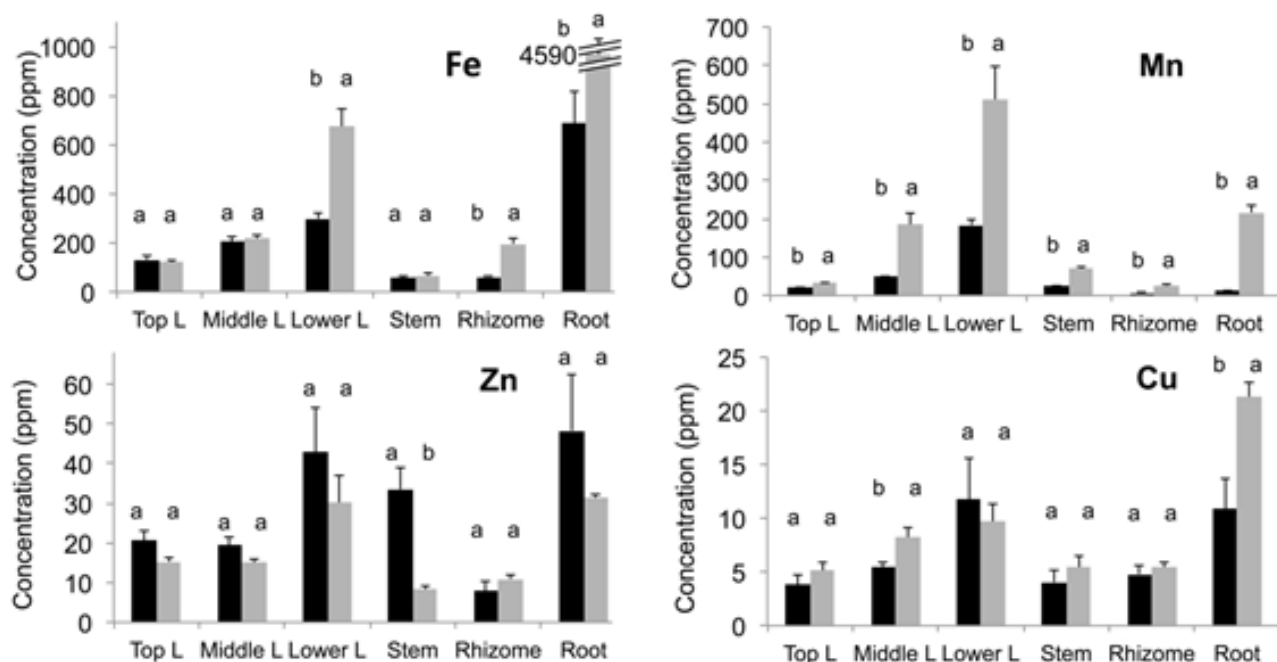 Fe
Concentration (ppm)
1000
800
600
400
200
0
a a
a a
b a
a a
b a
b a
4590
Top L Middle L Lower L Stem Rhizome Root
Mn
Concentration (ppm)
700
600
500
400
300
200
100
0
b a
b a
b a
b a
b a
b a
Top L Middle L Lower L Stem Rhizome Root
Zn
Concentration (ppm)
60
50
40
30
20
10
0
a a
a a
a a
a b
a a
a a
Top L Middle L Lower L Stem Rhizome Root
Cu
Concentration (ppm)
25
20
15
10
5
0
a a
b a
a a
a a
a a
b a
Top L Middle L Lower L Stem Rhizome Root